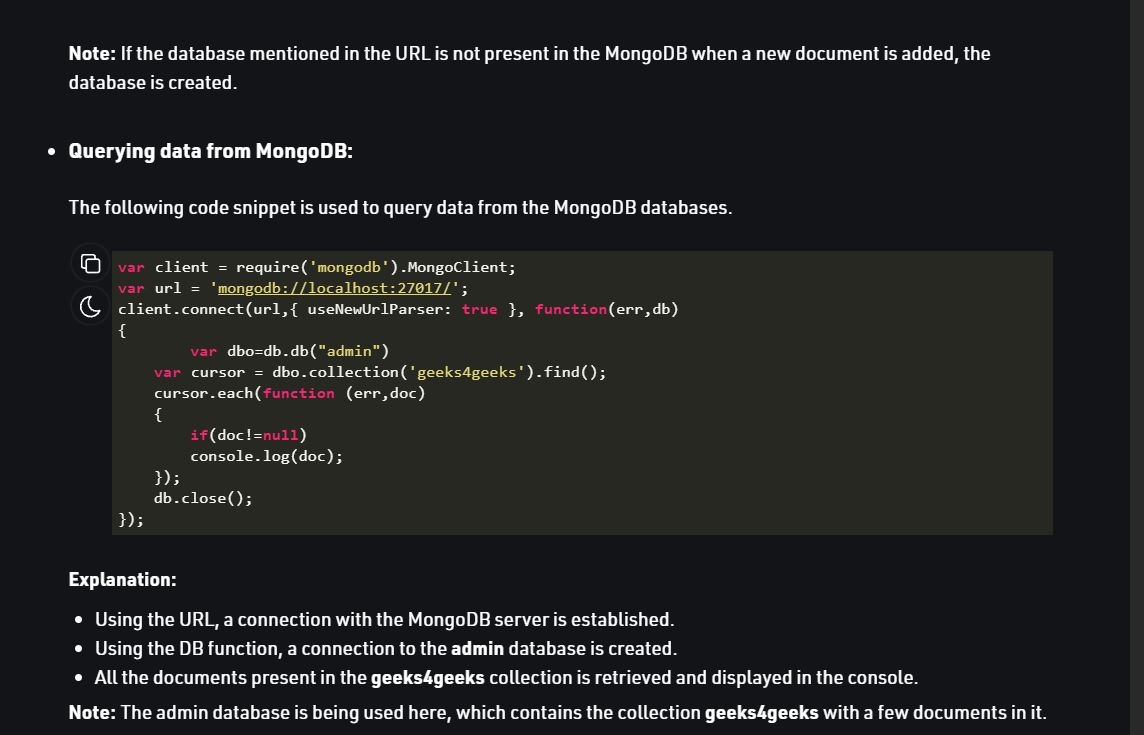 Note: If the database mentioned in the URL is not present in the MongoDB when a new document is added, the
database is created.
• Querying data from MongoDB:
The following code snippet is used to query data from the MongoDB databases.
var client = require('mongodb').MongoClient;
var url = 'mongodb://localhost:27017/';
client.connect(url,{ useNewUrlParser: true }, function(err,db)
{
        var dbo=db.db("admin")
    var cursor = dbo.collection('geeks4geeks').find();
    cursor.each(function (err,doc)
    {
        if(doc!=null)
        console.log(doc);
    });
    db.close();
});
Explanation:
• Using the URL, a connection with the MongoDB server is established.
• Using the DB function, a connection to the admin database is created.
• All the documents present in the geeks4geeks collection is retrieved and displayed in the console.
Note: The admin database is being used here, which contains the collection geeks4geeks with a few documents in it.